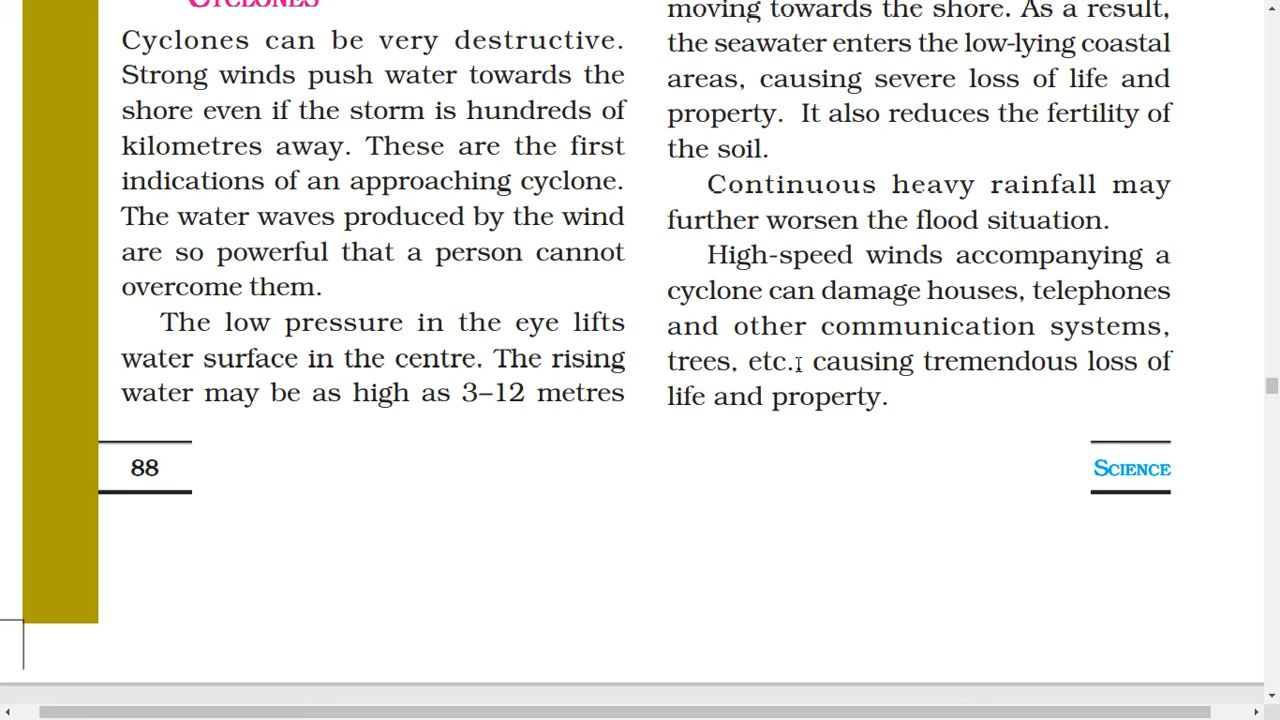 CYCLONES
Cyclones can be very destructive.
Strong winds push water towards the
shore even if the storm is hundreds of
kilometres away. These are the first
indications of an approaching cyclone.
The water waves produced by the wind
are so powerful that a person cannot
overcome them.
The low pressure in the eye lifts
water surface in the centre. The rising
water may be as high as 3–12 metres
moving towards the shore. As a result,
the seawater enters the low-lying coastal
areas, causing severe loss of life and
property. It also reduces the fertility of
the soil.
Continuous heavy rainfall may
further worsen the flood situation.
High-speed winds accompanying a
cyclone can damage houses, telephones
and other communication systems,
trees, etc., causing tremendous loss of
life and property.
88
SCIENCE